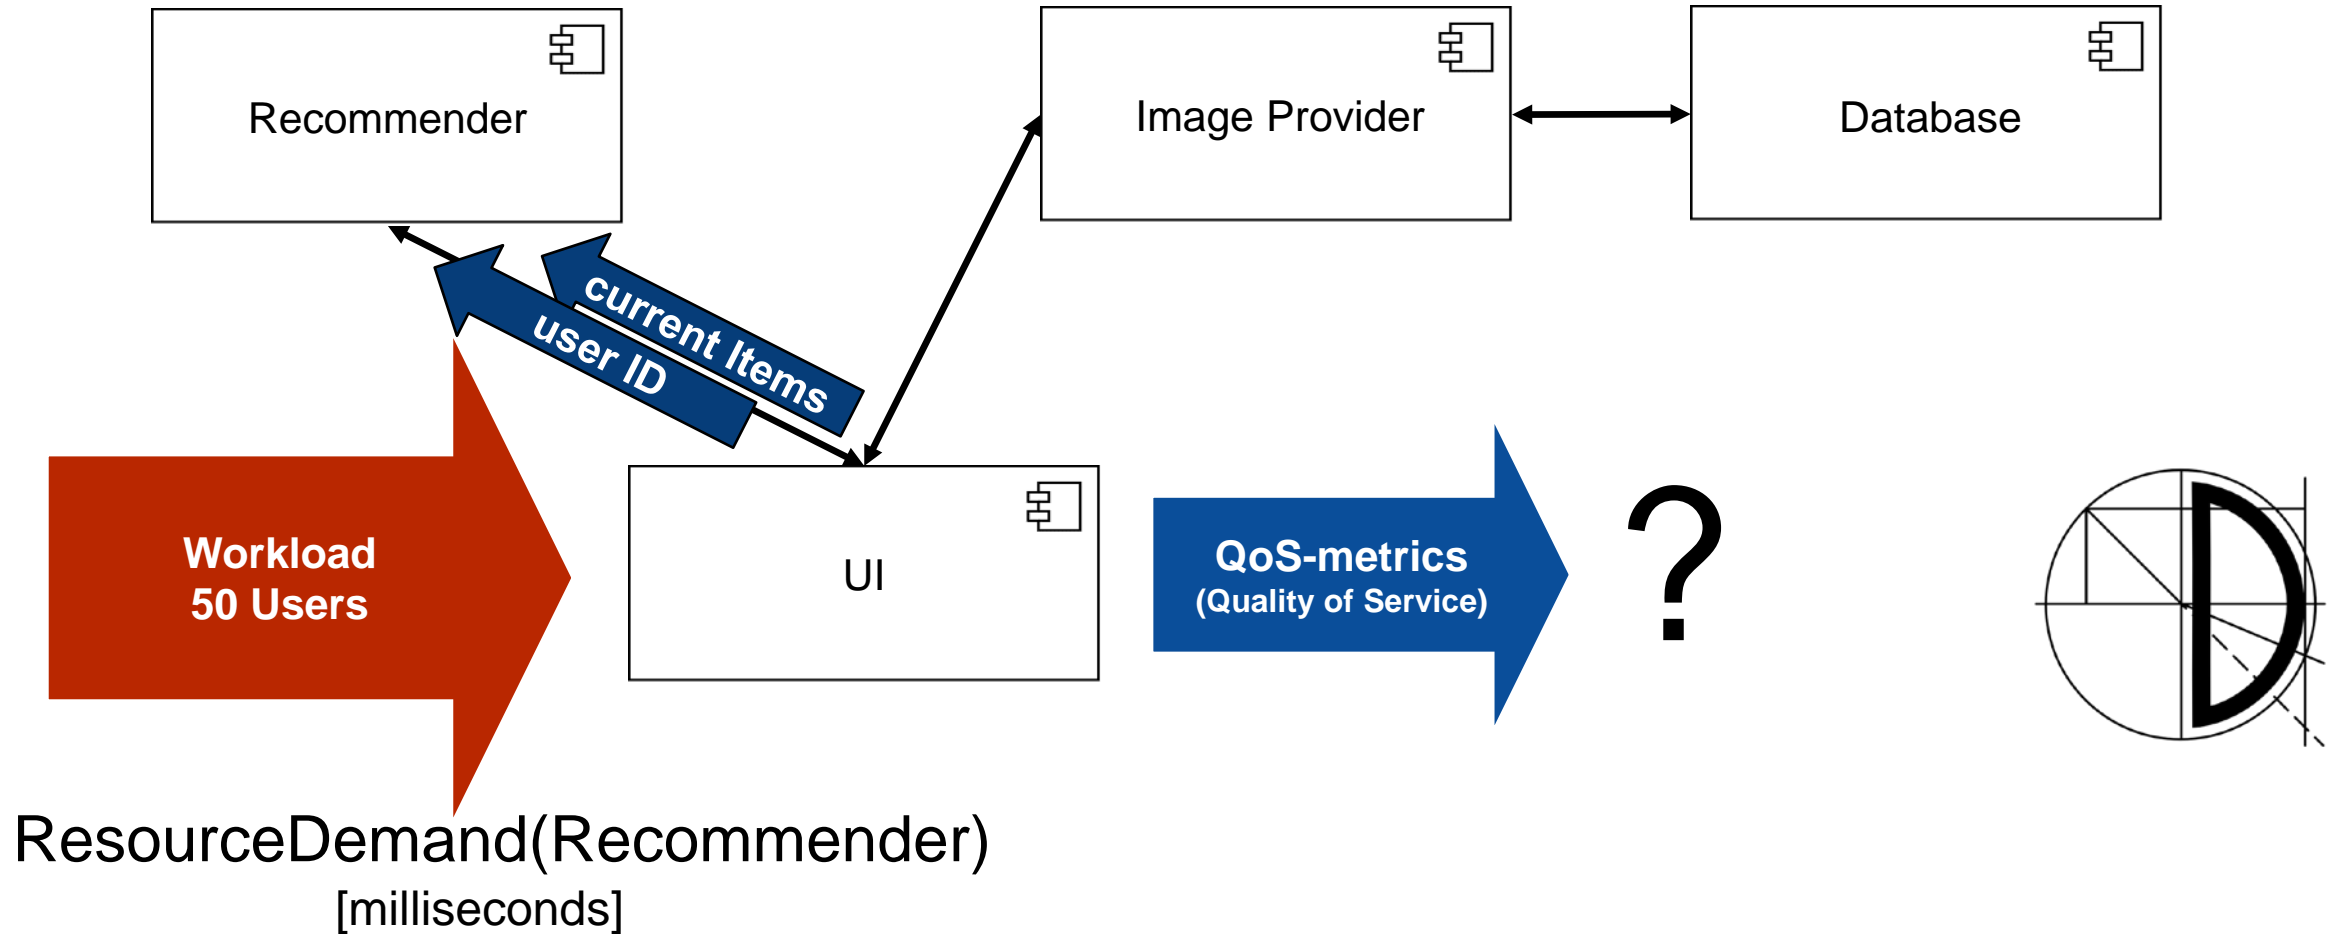 Recommender
Image Provider
Database
current Items
user ID
Workload
50 Users
UI
QoS-metrics
(Quality of Service)
?
ResourceDemand(Recommender)
[milliseconds]